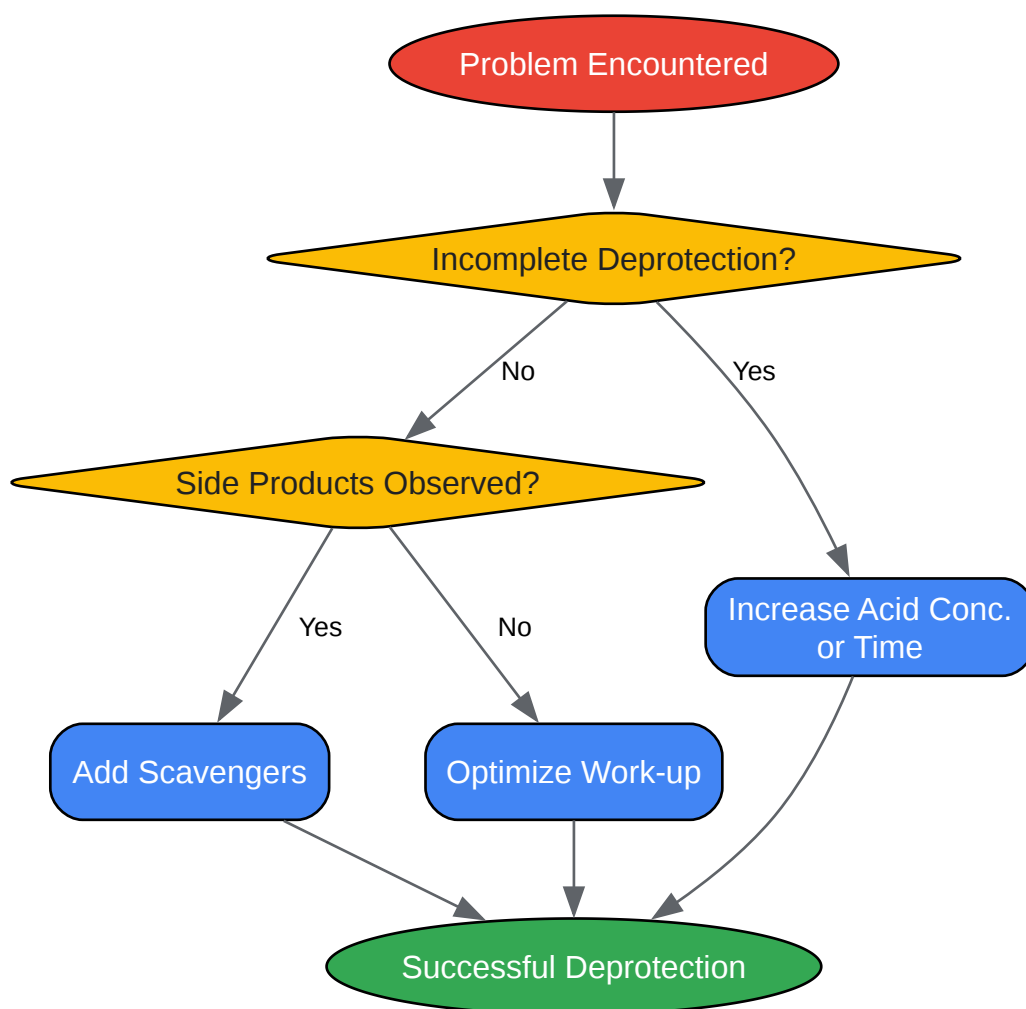 Problem Encountered
Incomplete Deprotection?
No
Yes
Side Products Observed?
Yes
No
Increase Acid Conc.
or Time
Add Scavengers
Optimize Work-up
Successful Deprotection